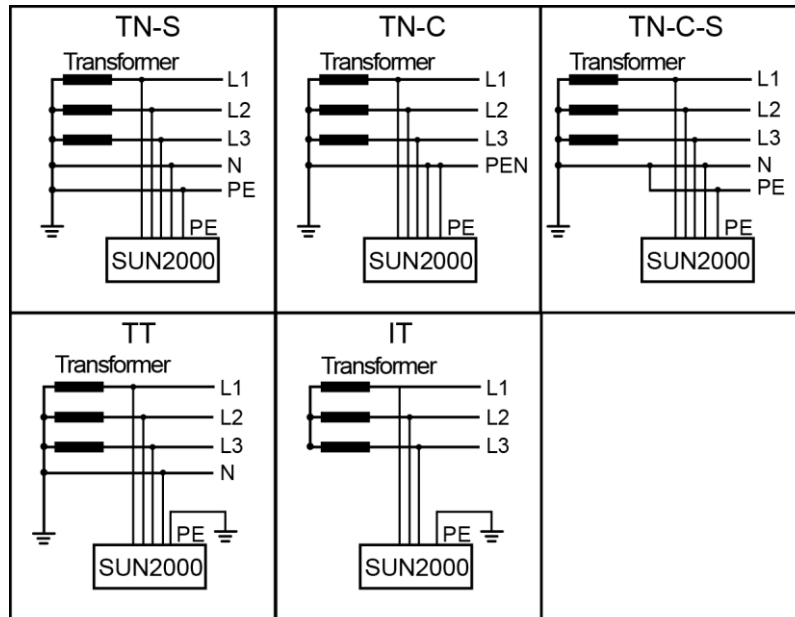 TN-S
Transformer
L1
L2
L3
N
PE
PE
SUN2000
TN-C
Transformer
L1
L2
L3
PEN
PE
SUN2000
TN-C-S
Transformer
L1
L2
L3
N
PE
PE
SUN2000
TT
Transformer
L1
L2
L3
N
PE
SUN2000
IT
Transformer
L1
L2
L3
PE
SUN2000